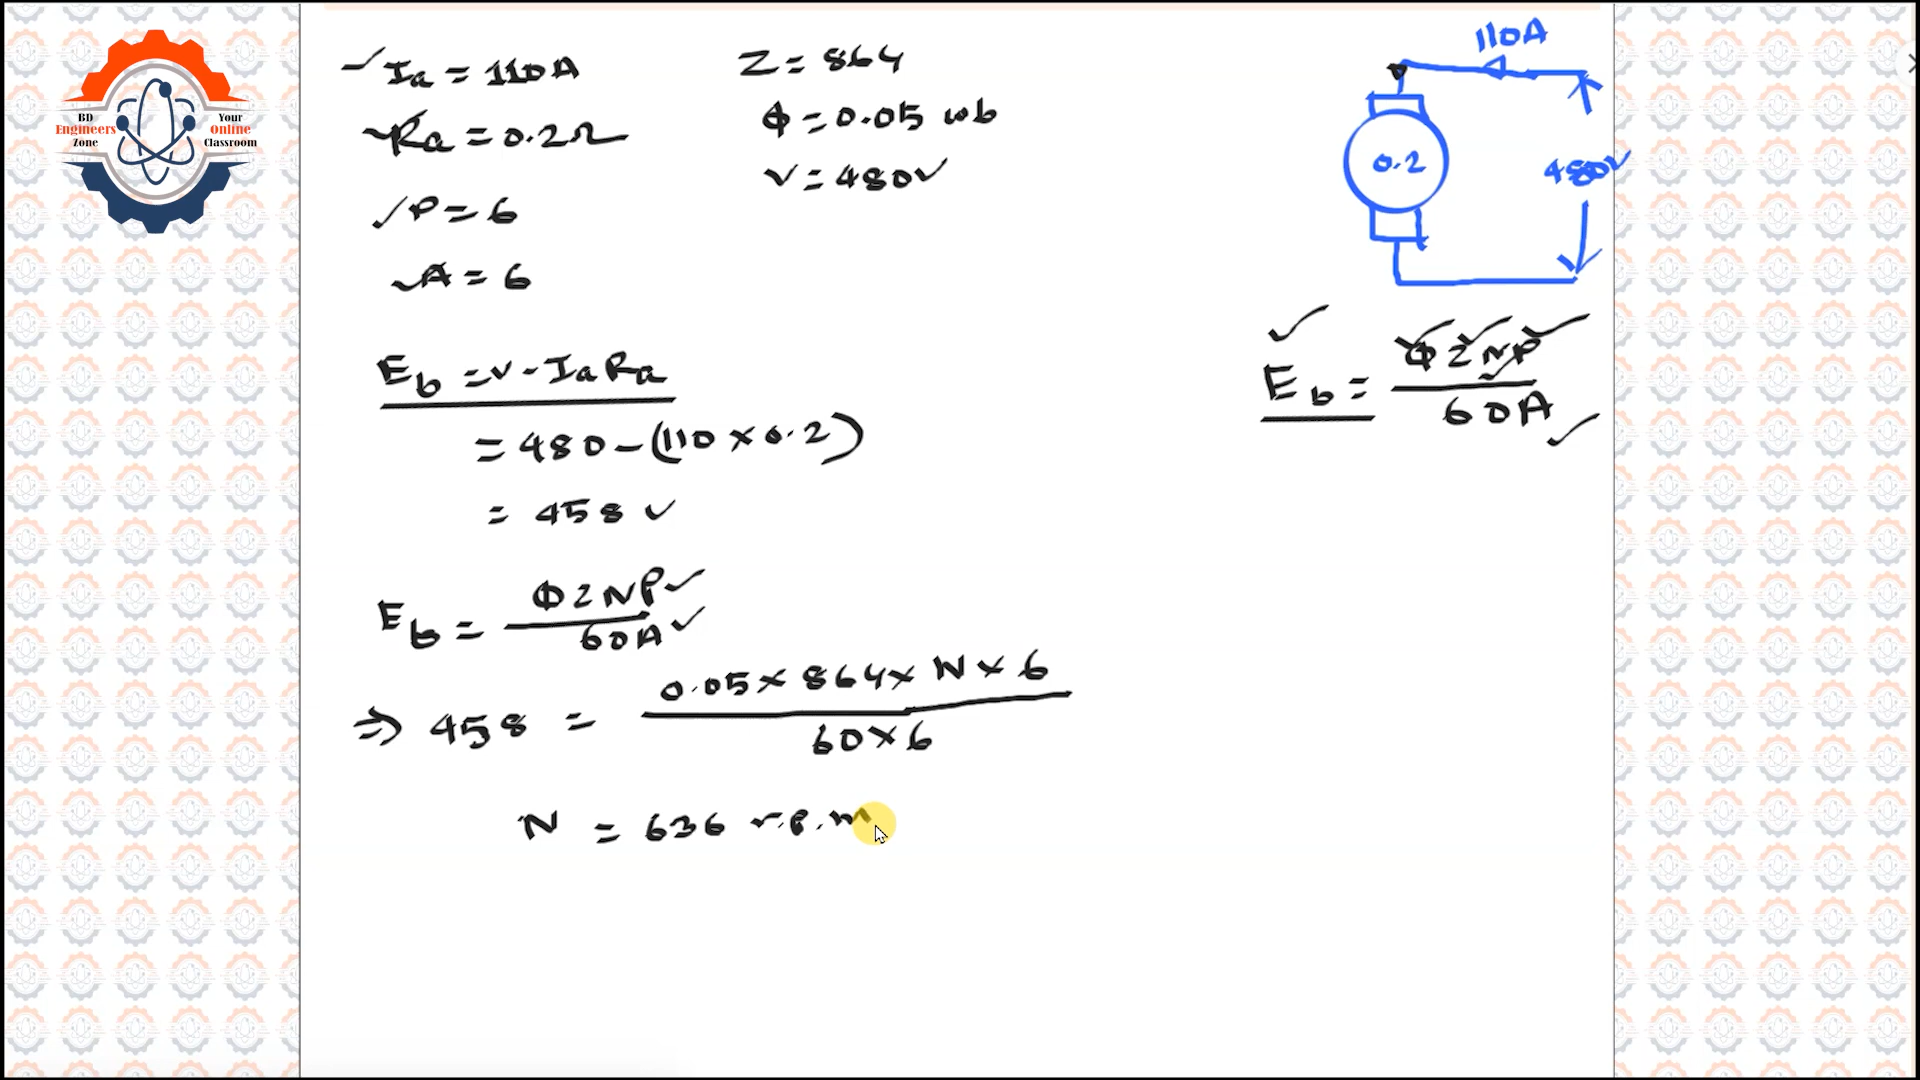 BD
Engineers
Zone
Your
Online
Classroom
Ia = 110A
Ra = 0.2Ω
P = 6
A = 6
Z = 864
Φ = 0.05 wb
V = 480V
110A
0.2
480V
Eb = V - IaRa
= 480 - (110 × 0.2)
= 458 V
Eb = ΦZNP / 60A
Eb = ΦZNP / 60A
⇒ 458 = 0.05 × 864 × N × 6 / 60 × 6
N = 636 r.p.m